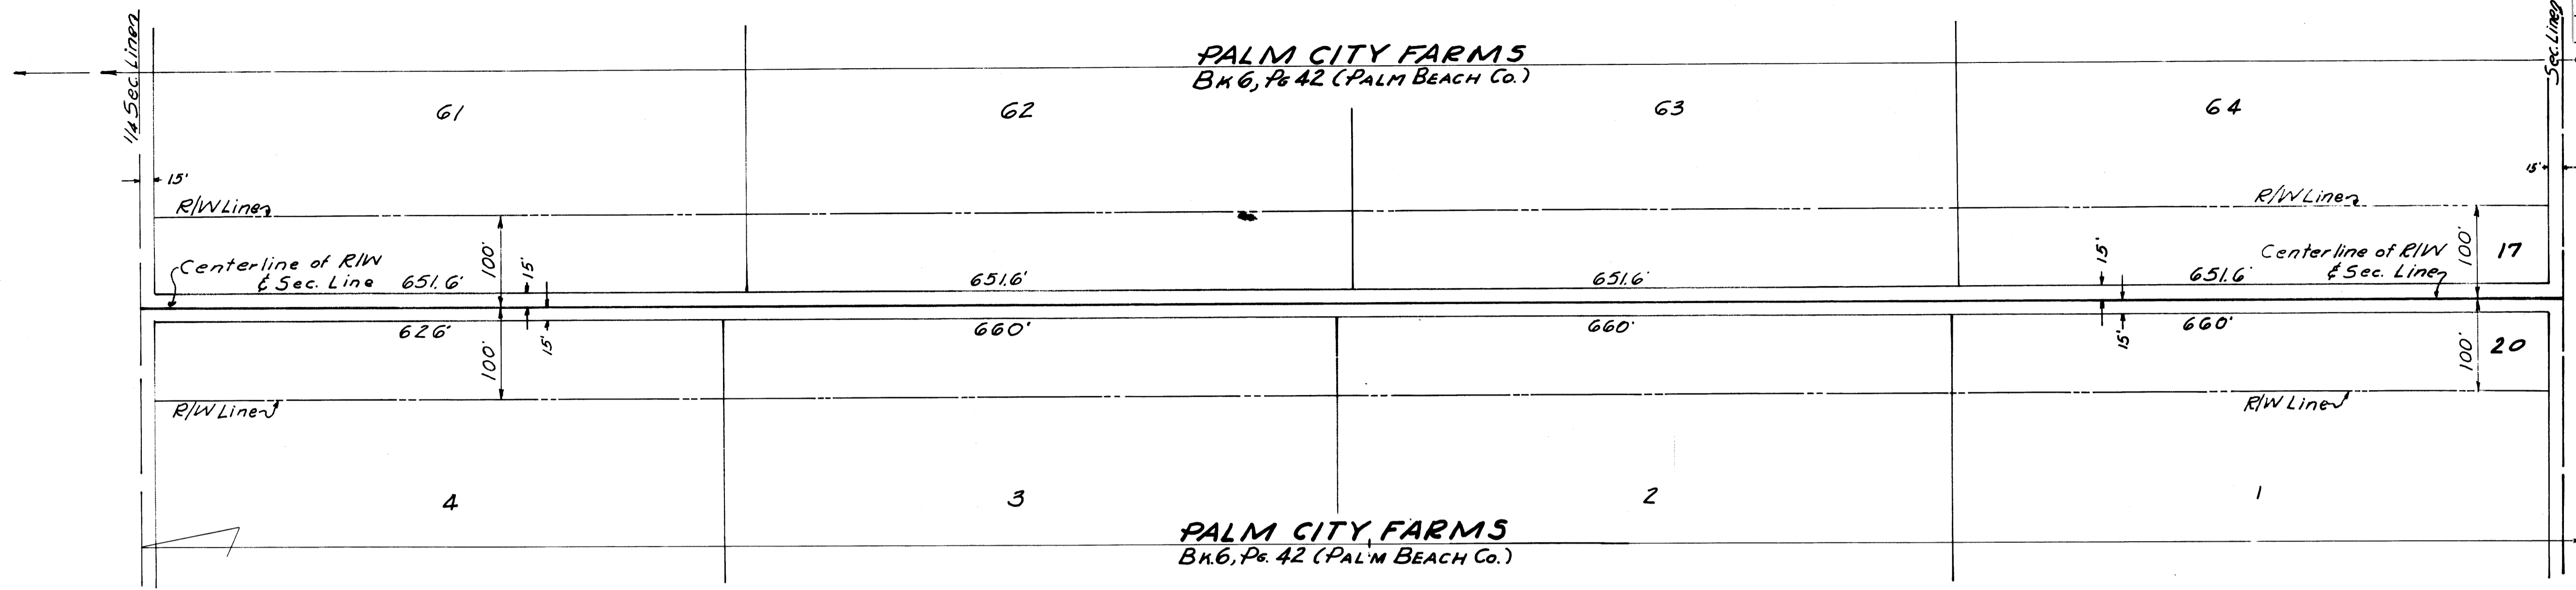 1/4 Sec. Line
Sec. Line
PALM CITY FARMS
BK 6, PG 42 (PALM BEACH CO.)
61
62
63
64
15'
15'
R/W Line
R/W Line
100'
15'
15'
100'
17
Centerline of R/W
& Sec. Line
651.6'
651.6'
651.6'
651.6'
Centerline of R/W
& Sec. Line
626'
660'
660'
660'
100'
15'
15'
100'
20
R/W Line
R/W Line
4
3
2
1
PALM CITY FARMS
BK.6, PG. 42 (PALM BEACH CO.)